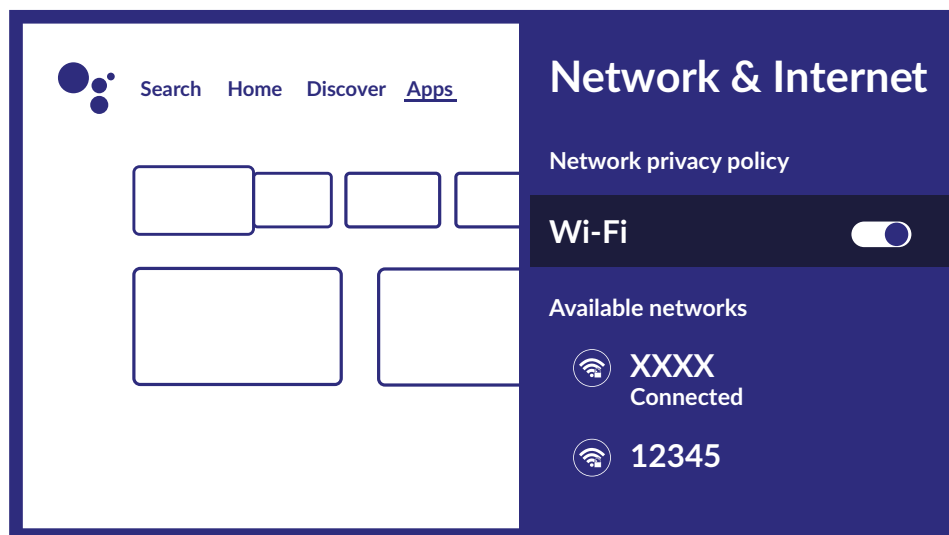 Search Home Discover Apps
Network & Internet
Network privacy policy
Wi-Fi
Available networks
XXXX
Connected
12345